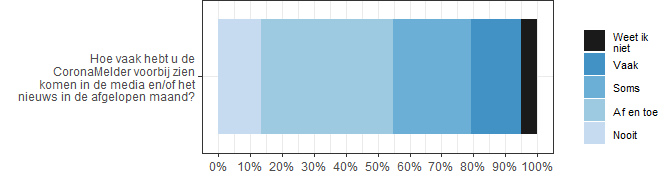 Hoe vaak hebt u de
CoronaMelder voorbij zien
komen in de media en/of het
nieuws in de afgelopen maand?
0% 10% 20% 30% 40% 50% 60% 70% 80% 90% 100%
Weet ik
niet
Vaak
Soms
Af en toe
Nooit